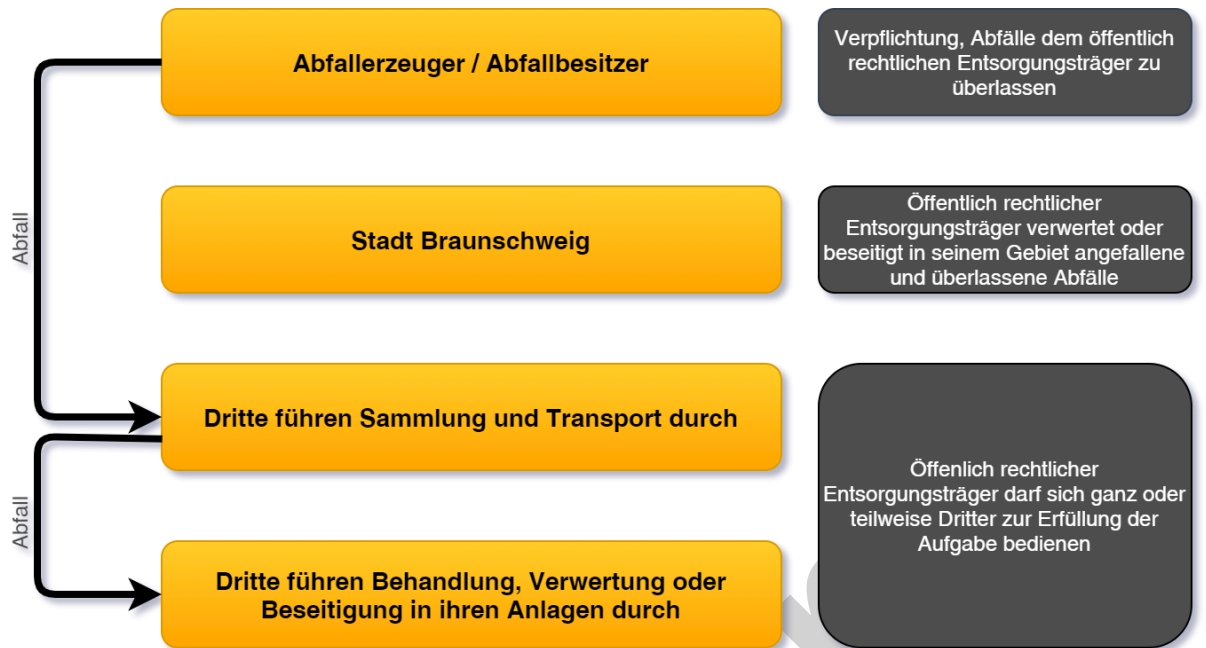 Abfallerzeuger / Abfallbesitzer
Verpflichtung, Abfälle dem öffentlich
rechtlichen Entsorgungsträger zu
überlassen
Abfall
Stadt Braunschweig
Öffentlich rechtlicher
Entsorgungsträger verwertet oder
beseitigt in seinem Gebiet angefallene
und überlassene Abfälle
Dritte führen Sammlung und Transport durch
Öffenlich rechtlicher
Entsorgungsträger darf sich ganz oder
teilweise Dritter zur Erfüllung der
Aufgabe bedienen
Abfall
Dritte führen Behandlung, Verwertung oder
Beseitigung in ihren Anlagen durch